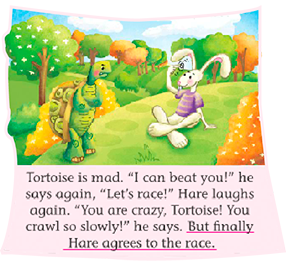 Tortoise is mad. “I can beat you!” he
says again, “Let’s race!” Hare laughs
again. “You are crazy, Tortoise! You
crawl so slowly!” he says. But finally
Hare agrees to the race.